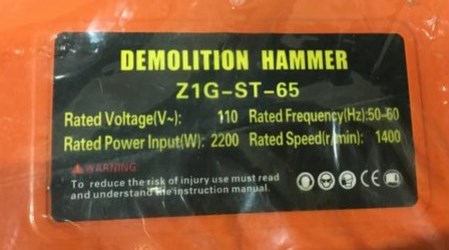 DEMOLITION HAMMER
Z1G-ST-65
Rated Voltage(V~): 110 Rated Frequency(Hz):50-60
Rated Power Input(W): 2200 Rated Speed(r/min): 1400
WARNING
To reduce the risk of injury use must read
and understand the instruction manual.